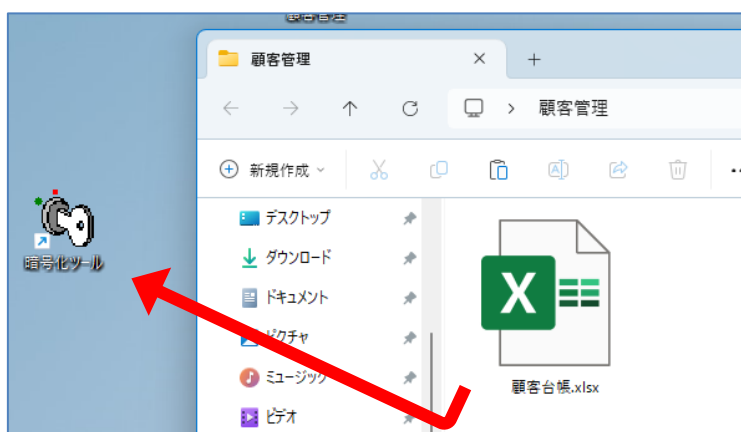 顧客管理
顧客管理
顧客管理
新規作成
デスクトップ
ダウンロード
ドキュメント
ピクチャ
ミュージック
ビデオ
暗号化ツール
顧客台帳.xlsx